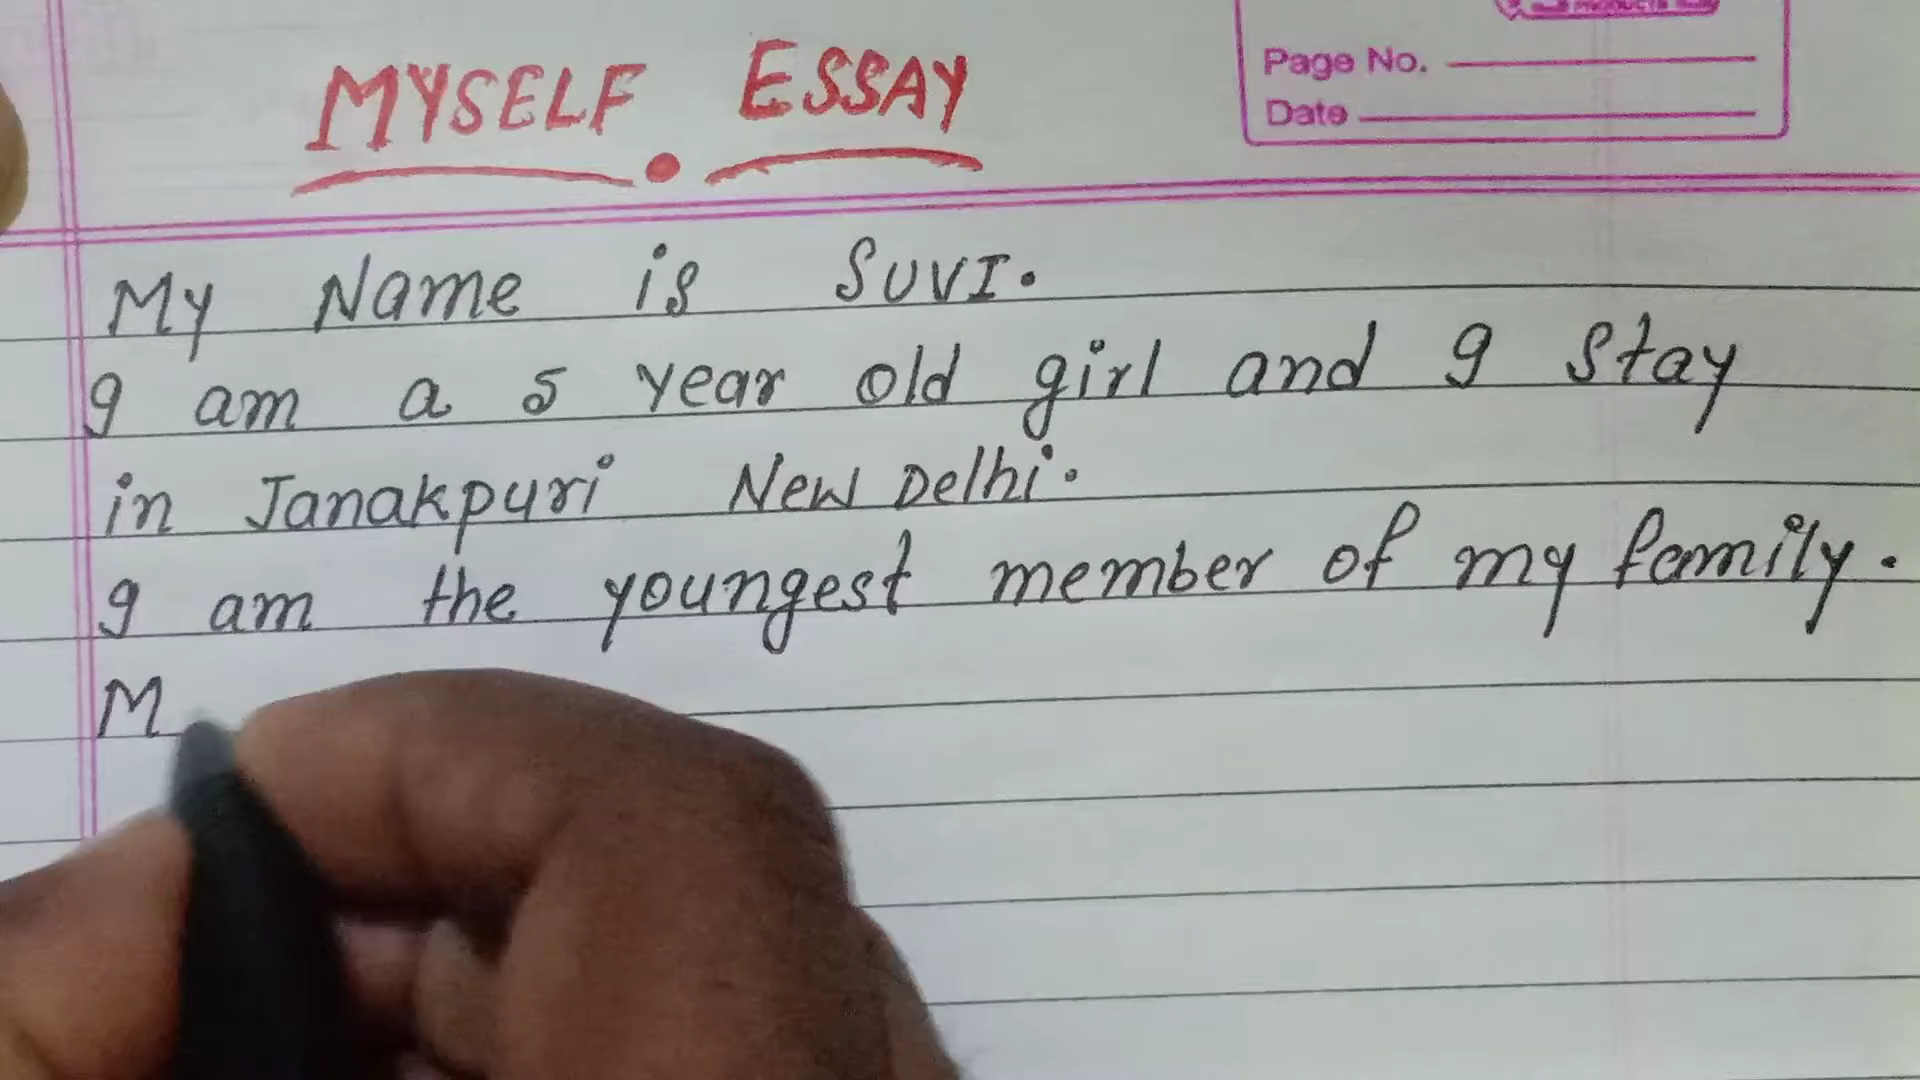 Page No.
Date
MYSELF ESSAY
My Name is SUVI.
I am a 5 year old girl and I stay
in Janakpuri New Delhi.
I am the youngest member of my family.
M